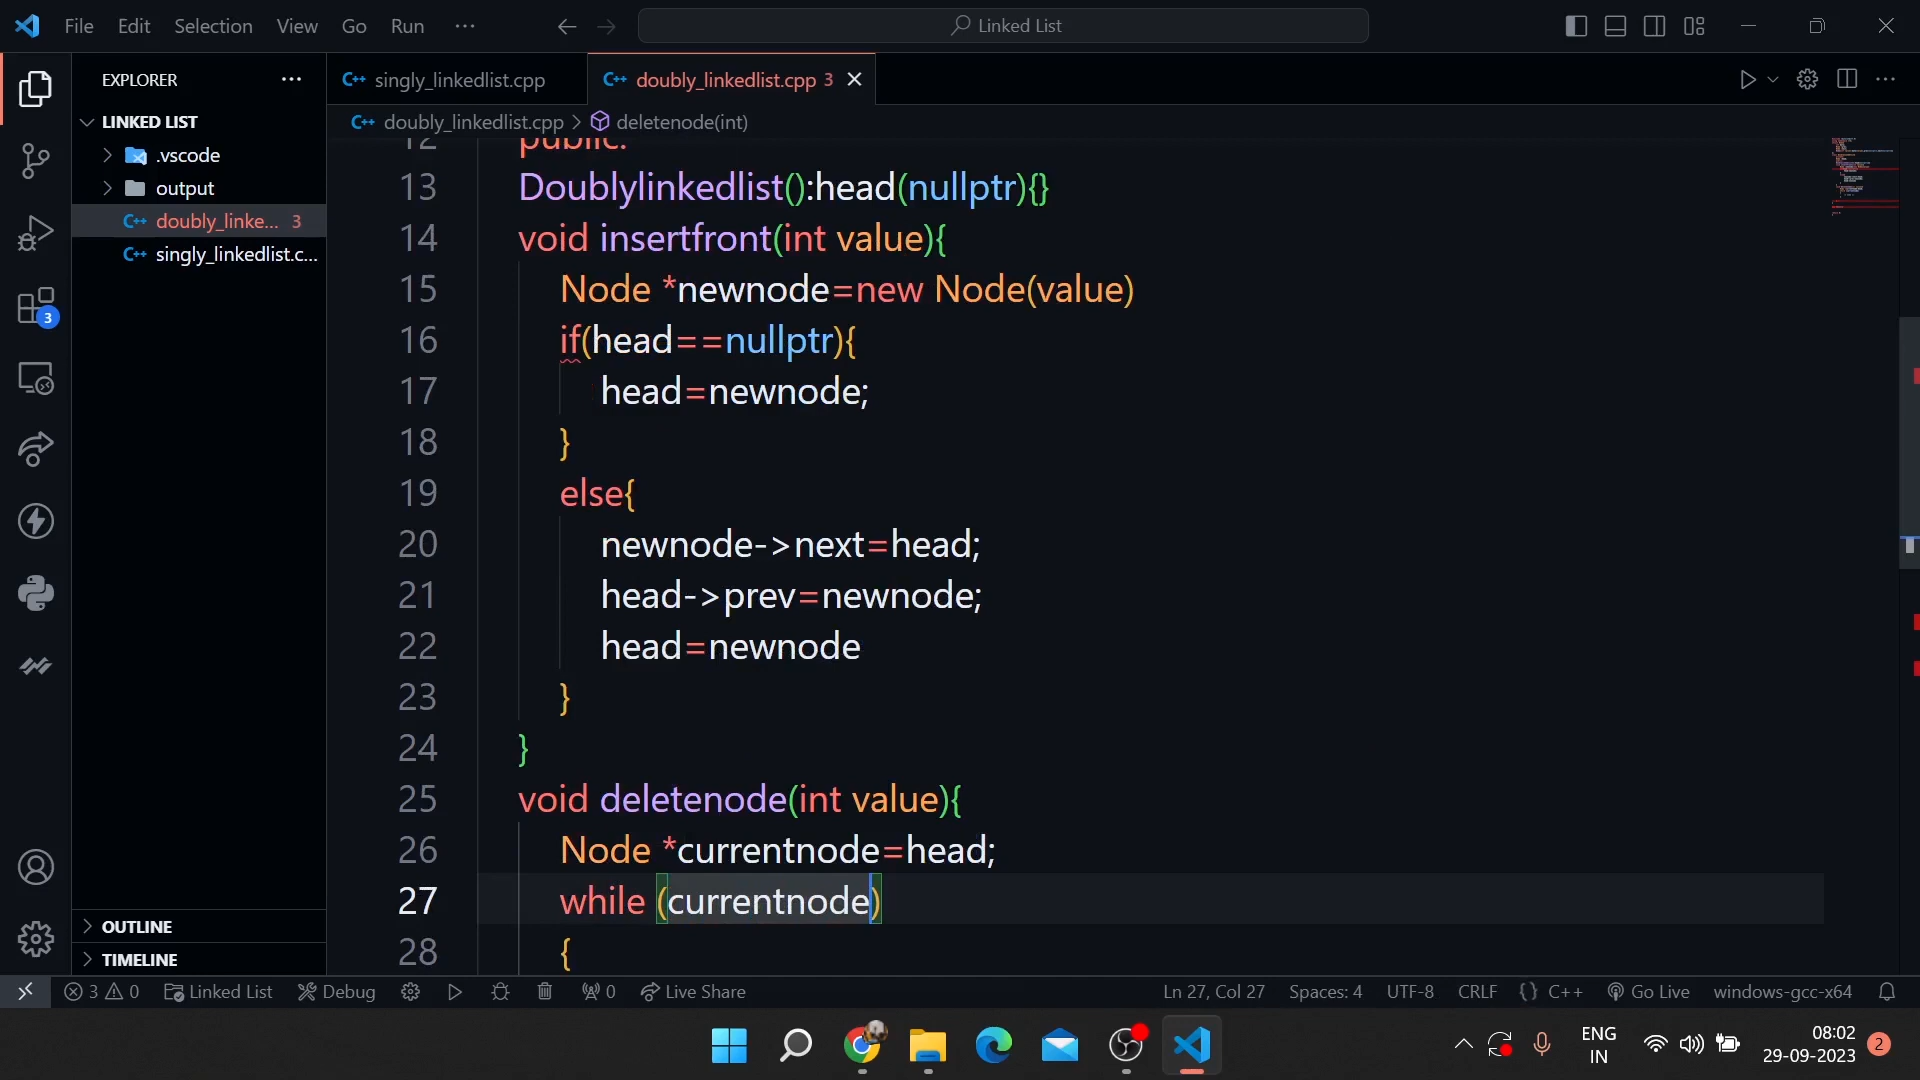 File Edit Selection View Go Run ··· Linked List
EXPLORER ···
LINKED LIST
.vscode
output
doubly_linke... 3
singly_linkedlist.c...
OUTLINE
TIMELINE
3
singly_linkedlist.cpp
doubly_linkedlist.cpp 3
doubly_linkedlist.cpp > deletenode(int)
12 public:
13 Doublylinkedlist():head(nullptr){}
14 void insertfront(int value){
15 Node *newnode=new Node(value)
16 if(head==nullptr){
17 head=newnode;
18 }
19 else{
20 newnode->next=head;
21 head->prev=newnode;
22 head=newnode
23 }
24 }
25 void deletenode(int value){
26 Node *currentnode=head;
27 while (currentnode)
28 {
3 0 Linked List Debug 0 Live Share Ln 27, Col 27 Spaces: 4 UTF-8 CRLF {} C++ Go Live windows-gcc-x64
ENG
IN
08:02
29-09-2023
2